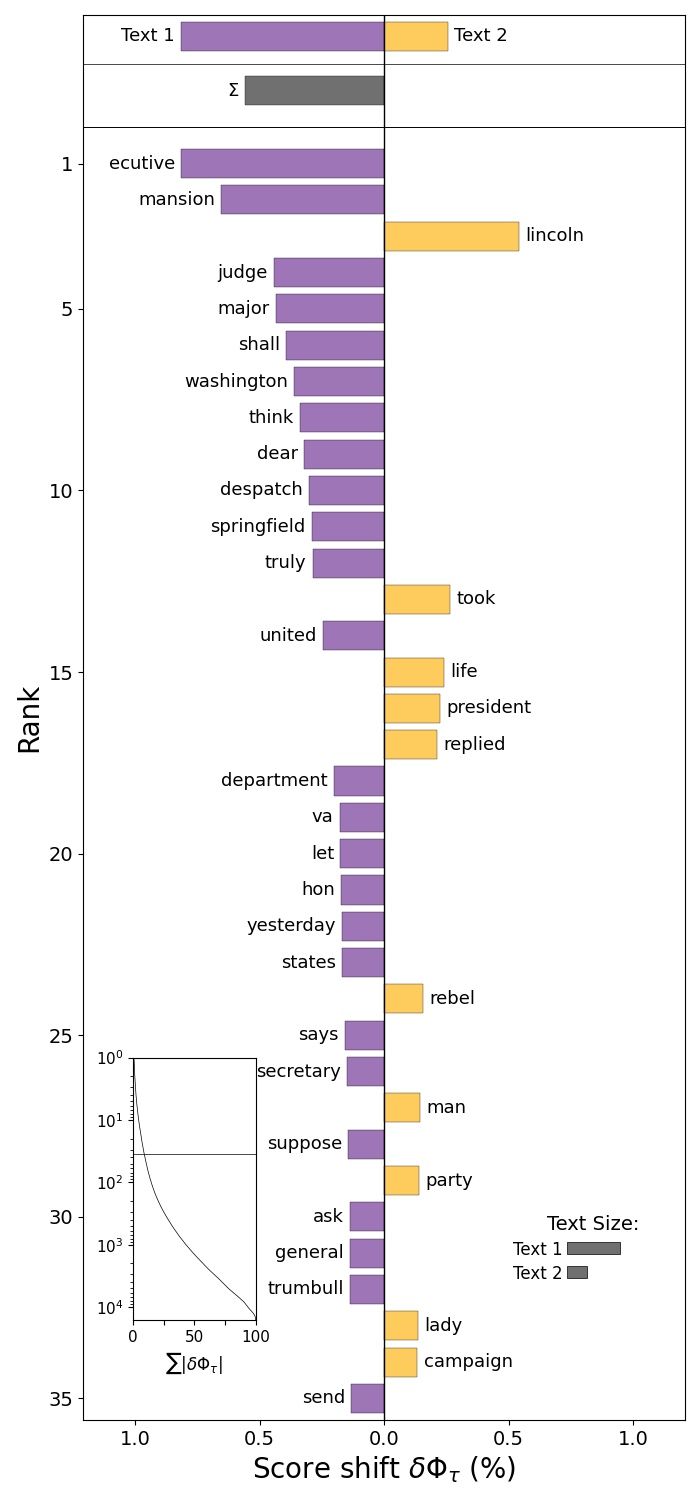 Text 1 Text 2
Σ
1 ecutive
mansion
lincoln
judge
5 major
shall
washington
think
dear
10 despatch
springfield
truly
took
united
15 life
president
replied
department
va
20 let
hon
yesterday
states
rebel
25 says
secretary
man
suppose
party
30 ask
general
trumbull
lady
campaign
35 send
Rank
10⁰
10¹
10²
10³
10⁴
0 50 100
∑|δΦτ|
Text Size:
Text 1
Text 2
1.0 0.5 0.0 0.5 1.0
Score shift δΦτ (%)